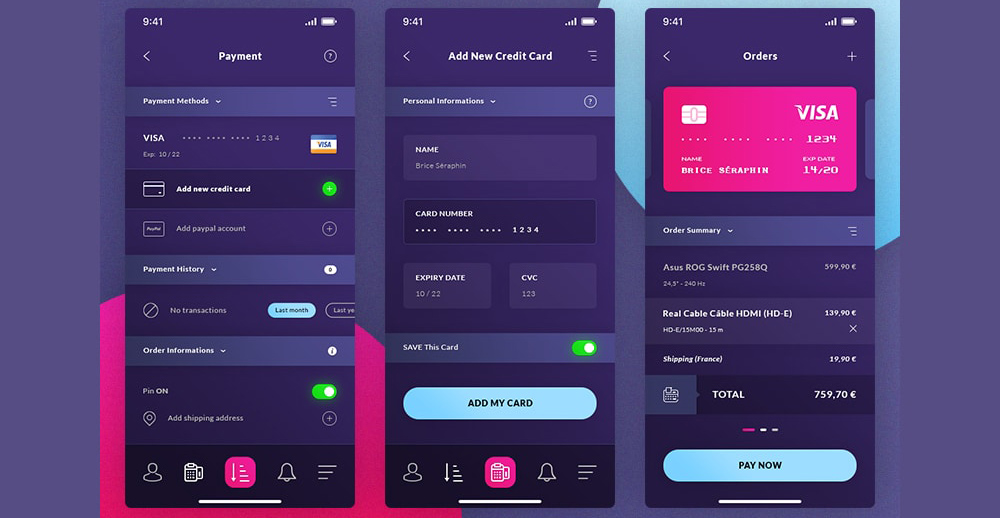 9:41
Payment
?
Payment Methods
VISA •••• •••• •••• 1234
Exp: 10 / 22
VISA
Add new credit card
PayPal
Add paypal account
Payment History
0
No transactions
Last month
Last ye
Order Informations
i
Pin ON
Add shipping address
9:41
Add New Credit Card
Personal Informations
?
NAME
Brice Séraphin
CARD NUMBER
•••• •••• •••• 1234
EXPIRY DATE
10 / 22
CVC
123
SAVE This Card
ADD MY CARD
9:41
Orders
VISA
•••• •••• •••• 1234
NAME
EXP DATE
BRICE SÉRAPHIN
14/20
Order Summary
Asus ROG Swift PG258Q
599,90 €
24,5" - 240 Hz
Real Cable Câble HDMI (HD-E)
139,90 €
HD-E/15M00 - 15 m
Shipping (France)
19,90 €
TOTAL
759,70 €
PAY NOW